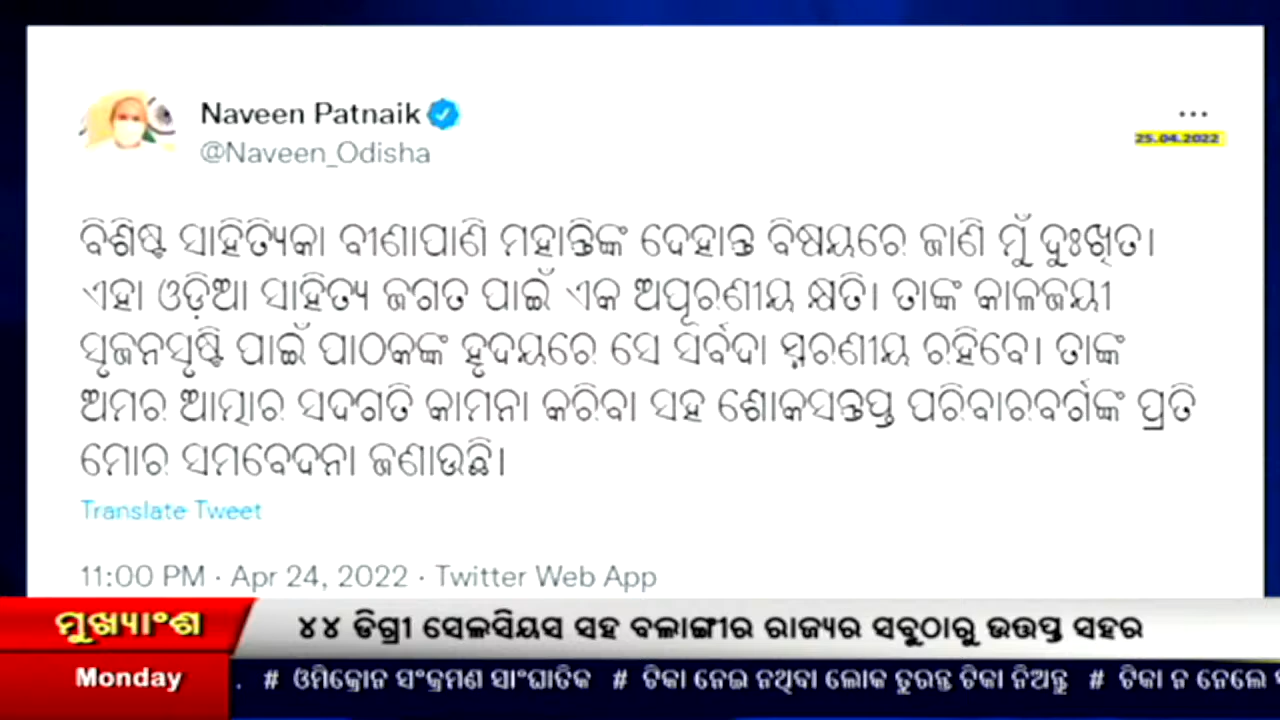 Naveen Patnaik
@Naveen_Odisha
...
25.04.2022
ବିଶିଷ୍ଟ ସାହିତ୍ୟିକା ବୀଣାପାଣି ମହାନ୍ତିଙ୍କ ଦେହାନ୍ତ ବିଷୟରେ ଜାଣି ମୁଁ ଦୁଃଖିତ।
ଏହା ଓଡ଼ିଆ ସାହିତ୍ୟ ଜଗତ ପାଇଁ ଏକ ଅପୂରଣୀୟ କ୍ଷତି। ତାଙ୍କ କାଳଜୟୀ
ସୃଜନସୃଷ୍ଟି ପାଇଁ ପାଠକଙ୍କ ହୃଦୟରେ ସେ ସର୍ବଦା ସ୍ମରଣୀୟ ରହିବେ। ତାଙ୍କ
ଅମର ଆତ୍ମାର ସଦଗତି କାମନା କରିବା ସହ ଶୋକସନ୍ତପ୍ତ ପରିବାରବର୍ଗଙ୍କ ପ୍ରତି
ମୋର ସମବେଦନା ଜଣାଉଛି।
Translate Tweet
11:00 PM · Apr 24, 2022 · Twitter Web App
ମୁଖ୍ୟାଂଶ
୪୪ ଡିଗ୍ରୀ ସେଲସିୟସ ସହ ବଲାଙ୍ଗୀର ରାଜ୍ୟର ସବୁଠାରୁ ଉତ୍ତପ୍ତ ସହର
Monday
. # ଓମିକ୍ରୋନ ସଂକ୍ରମଣ ସାଂଘାତିକ # ଟିକା ନେଇ ନଥିବା ଲୋକ ତୁରନ୍ତ ଟିକା ନିଅନ୍ତୁ # ଟିକା ନ ନେଲେ